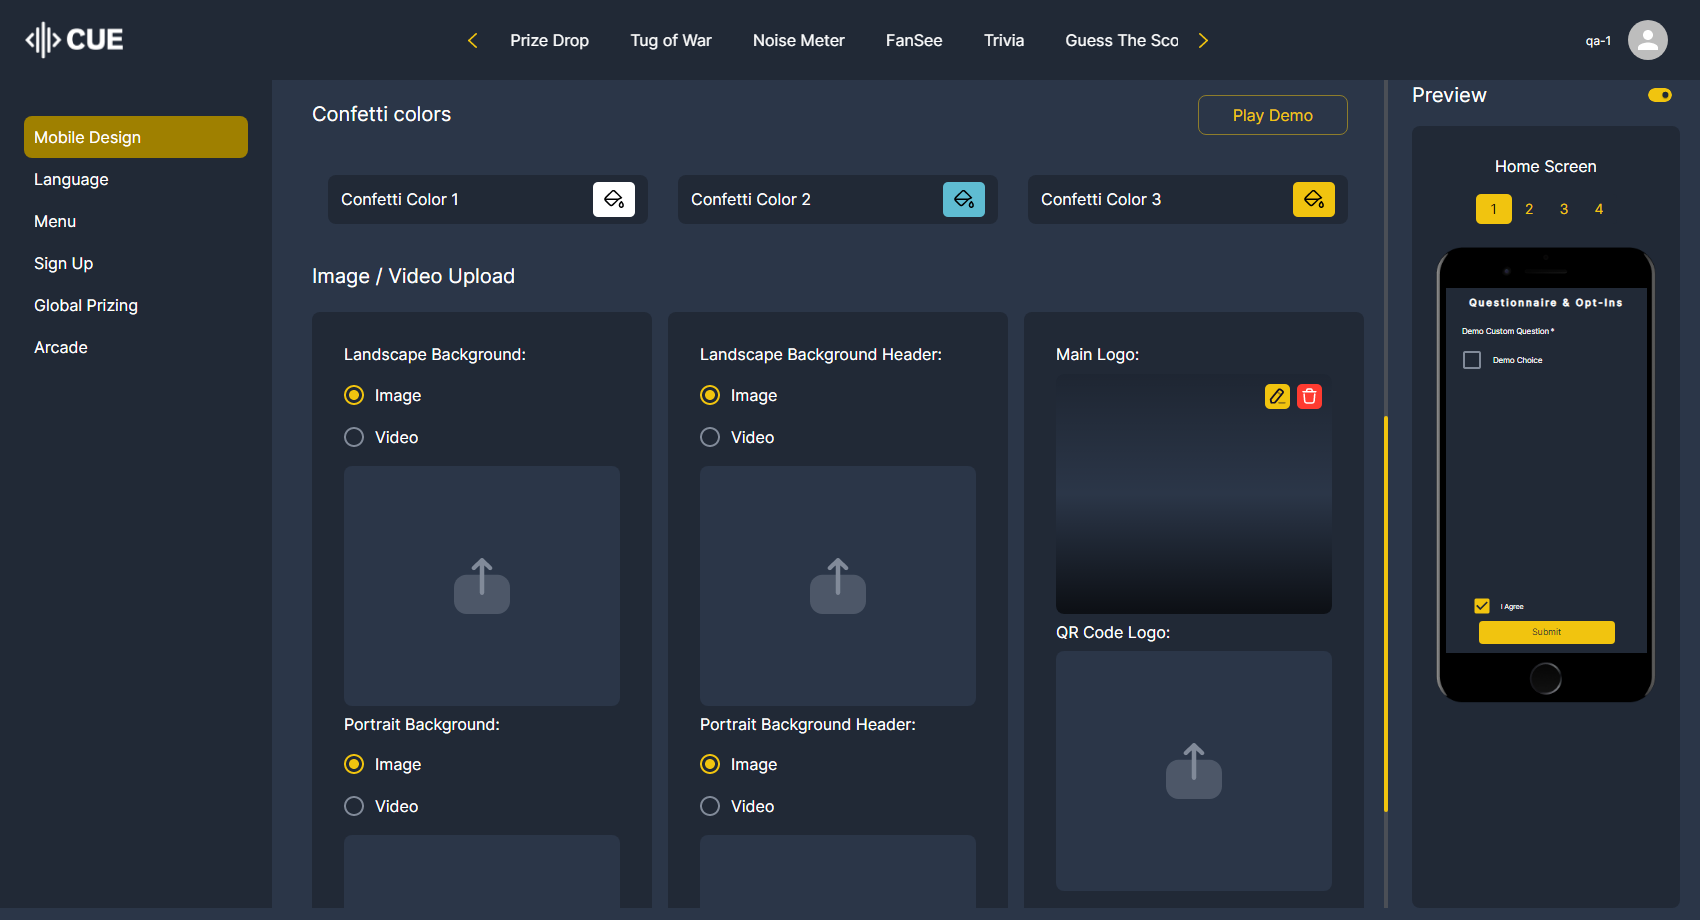 CUE
Prize Drop
Tug of War
Noise Meter
FanSee
Trivia
Guess The Sco
qa-1
Mobile Design
Language
Menu
Sign Up
Global Prizing
Arcade
Confetti colors
Play Demo
Confetti Color 1
Confetti Color 2
Confetti Color 3
Image / Video Upload
Landscape Background:
Image
Video
Portrait Background:
Image
Video
Landscape Background Header:
Image
Video
Portrait Background Header:
Image
Video
Main Logo:
QR Code Logo:
Preview
Home Screen
1 2 3 4
Questionnaire & Opt-Ins
Demo Custom Question*
Demo Choice
I Agree
Submit